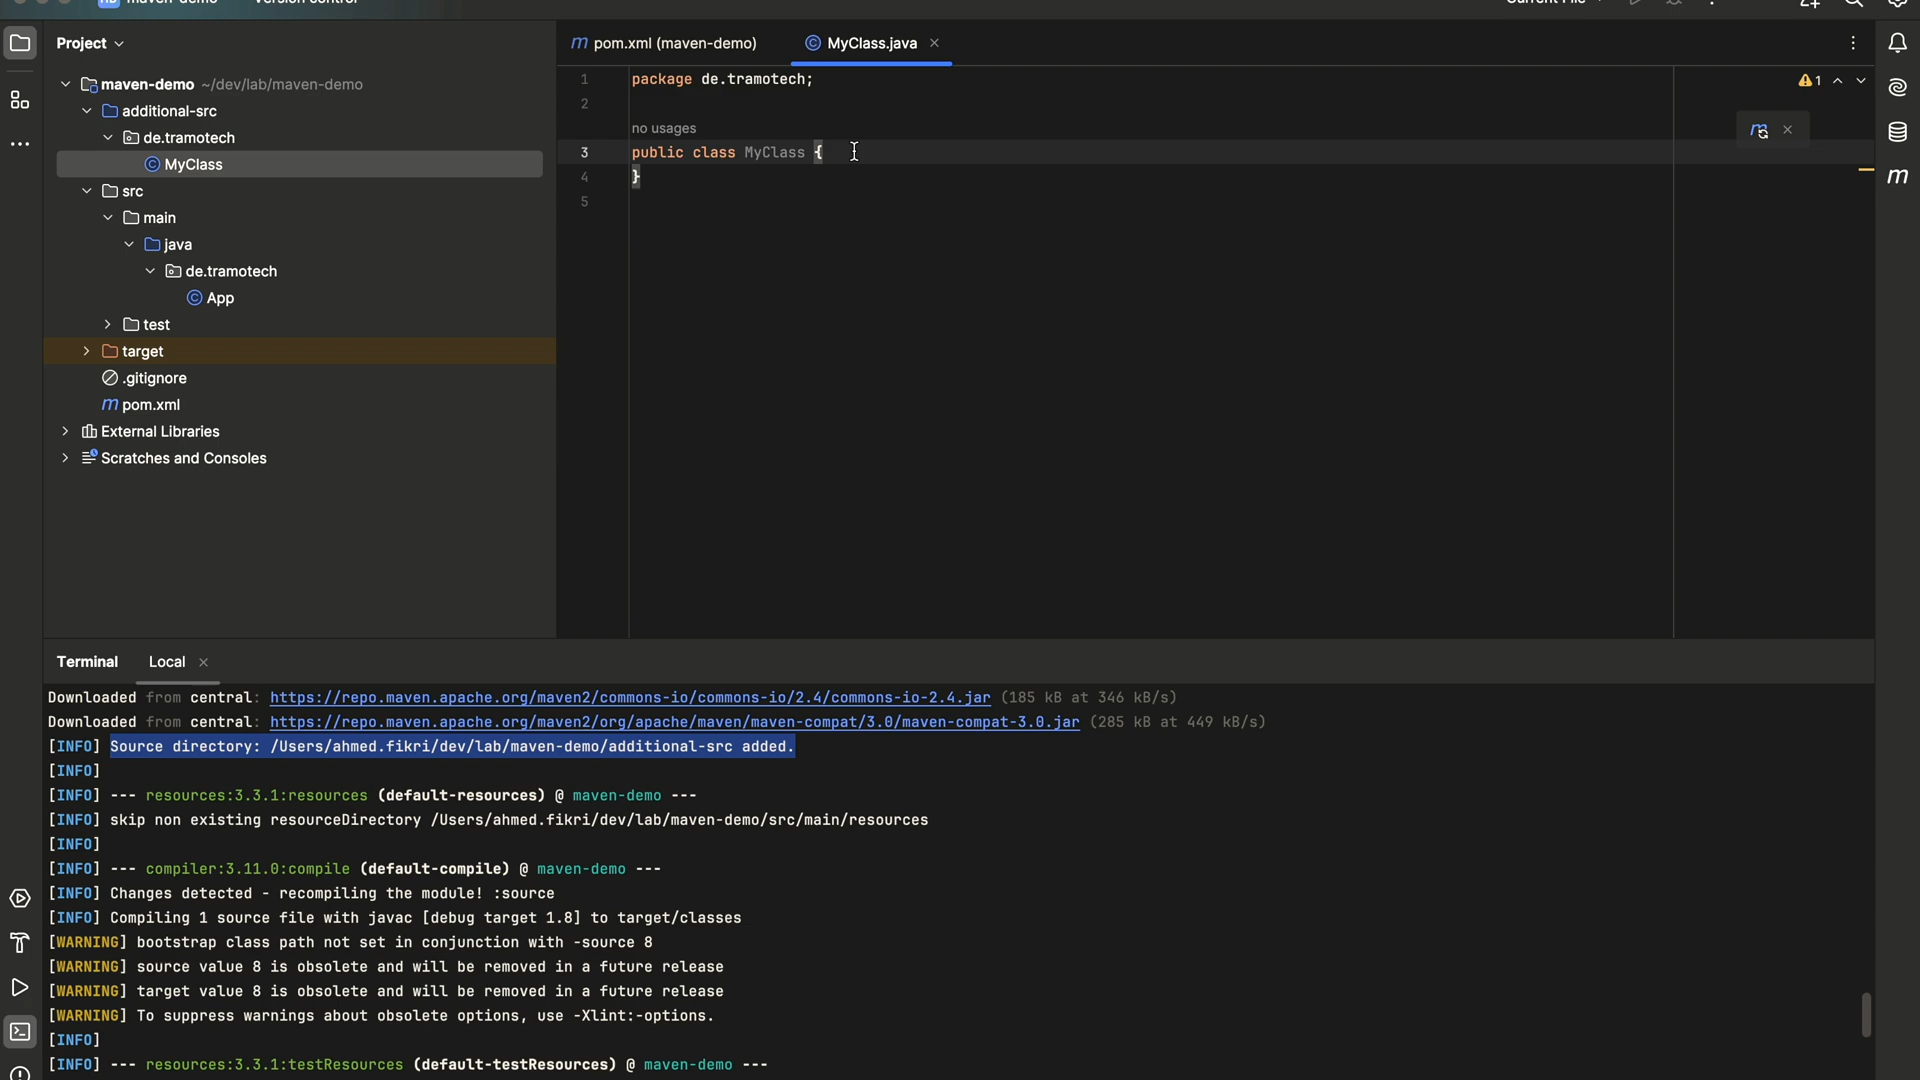 maven-demo Version control Current File
Project
pom.xml (maven-demo) MyClass.java
maven-demo ~/dev/lab/maven-demo
additional-src
de.tramotech
MyClass
src
main
java
de.tramotech
App
test
target
.gitignore
pom.xml
External Libraries
Scratches and Consoles
1 package de.tramotech;
2
no usages
3 public class MyClass {
4 }
5
1
Terminal Local
Downloaded from central: https://repo.maven.apache.org/maven2/commons-io/commons-io/2.4/commons-io-2.4.jar (185 kB at 346 kB/s)
Downloaded from central: https://repo.maven.apache.org/maven2/org/apache/maven/maven-compat/3.0/maven-compat-3.0.jar (285 kB at 449 kB/s)
[INFO] Source directory: /Users/ahmed.fikri/dev/lab/maven-demo/additional-src added.
[INFO]
[INFO] --- resources:3.3.1:resources (default-resources) @ maven-demo ---
[INFO] skip non existing resourceDirectory /Users/ahmed.fikri/dev/lab/maven-demo/src/main/resources
[INFO]
[INFO] --- compiler:3.11.0:compile (default-compile) @ maven-demo ---
[INFO] Changes detected - recompiling the module! :source
[INFO] Compiling 1 source file with javac [debug target 1.8] to target/classes
[WARNING] bootstrap class path not set in conjunction with -source 8
[WARNING] source value 8 is obsolete and will be removed in a future release
[WARNING] target value 8 is obsolete and will be removed in a future release
[WARNING] To suppress warnings about obsolete options, use -Xlint:-options.
[INFO]
[INFO] --- resources:3.3.1:testResources (default-testResources) @ maven-demo ---